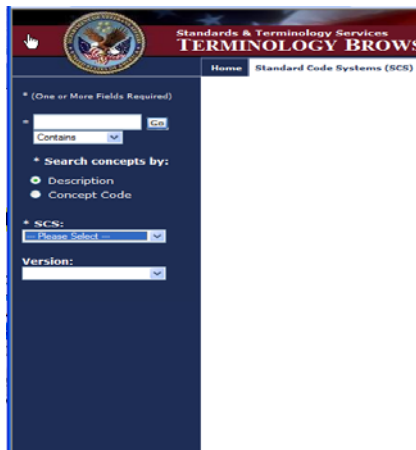 Standards & Terminology Services
TERMINOLOGY BROWS
Home Standard Code Systems (SCS)
* (One or More Fields Required)
* Go
Contains
* Search concepts by:
Description
Concept Code
* SCS:
-- Please Select --
Version: